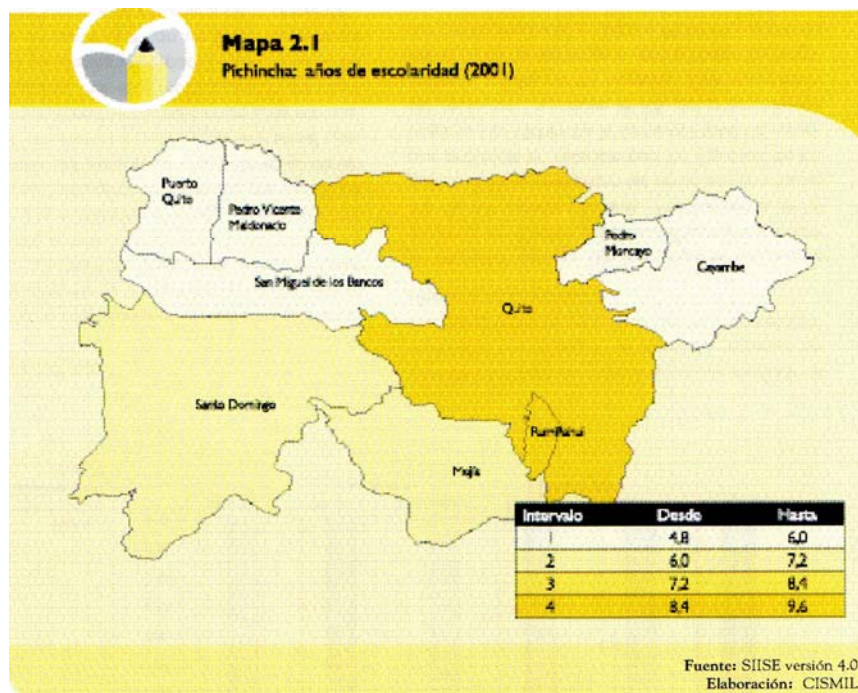 Mapa 2.1
Pichincha: años de escolaridad (2001)
Puerto
Quito
Pedro Vicente
Maldonado
Pedro
Moncayo
Cayambe
San Miguel de los Bancos
Quito
Santo Domingo
Rumiñahui
Mejía
Intervalo Desde Hasta
1 4,8 6,0
2 6,0 7,2
3 7,2 8,4
4 8,4 9,6
Fuente: SIISE versión 4.0
Elaboración: CISMIL